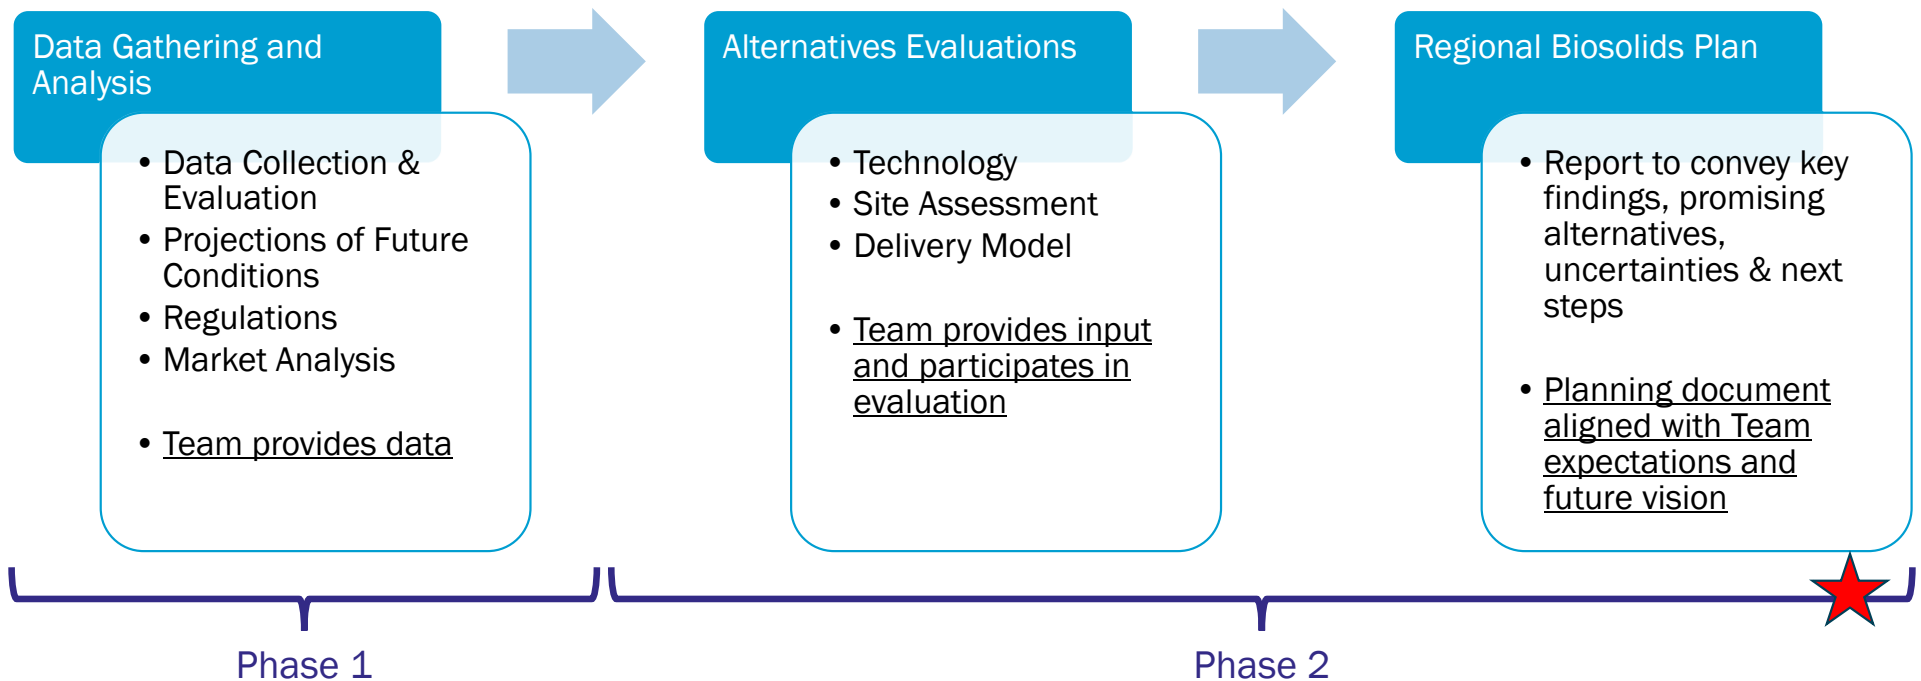 Data Gathering and
Analysis
• Data Collection &
Evaluation
• Projections of Future
Conditions
• Regulations
• Market Analysis
• Team provides data
Alternatives Evaluations
• Technology
• Site Assessment
• Delivery Model
• Team provides input
and participates in
evaluation
Regional Biosolids Plan
• Report to convey key
findings, promising
alternatives,
uncertainties & next
steps
• Planning document
aligned with Team
expectations and
future vision
Phase 1
Phase 2